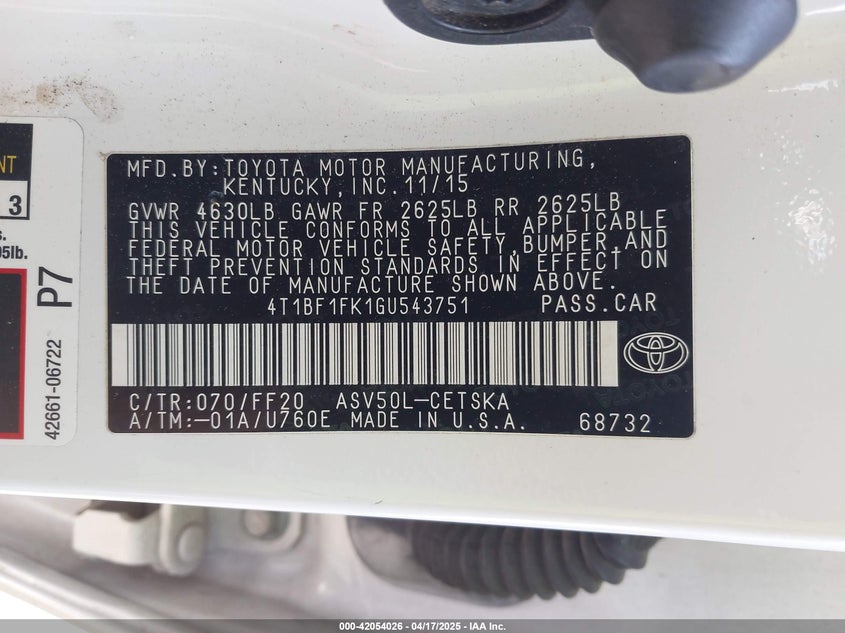 MFD.BY: TOYOTA MOTOR MANUFACTURING,
KENTUCKY, INC. 11/15
GVWR 4630LB GAWR FR 2625LB RR 2625LB
THIS VEHICLE CONFORMS TO ALL APPLICABLE
FEDERAL MOTOR VEHICLE SAFETY, BUMPER, AND
THEFT PREVENTION STANDARDS IN EFFECT ON
THE DATE OF MANUFACTURE SHOWN ABOVE.
4T1BF1FK1GU543751 PASS.CAR
C/TR: 070/FF20 ASV50L-CETSKA
A/TM:-01A/U760E MADE IN U.S.A. 68732
NT
3
s.
95lb.
P7
42661-06722
000-42054026 - 04/17/2025 - IAA Inc.